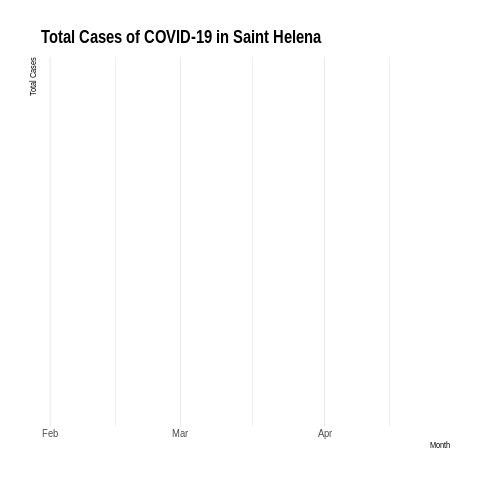 Total Cases of COVID-19 in Saint Helena
Total Cases
Feb Mar Apr
Month